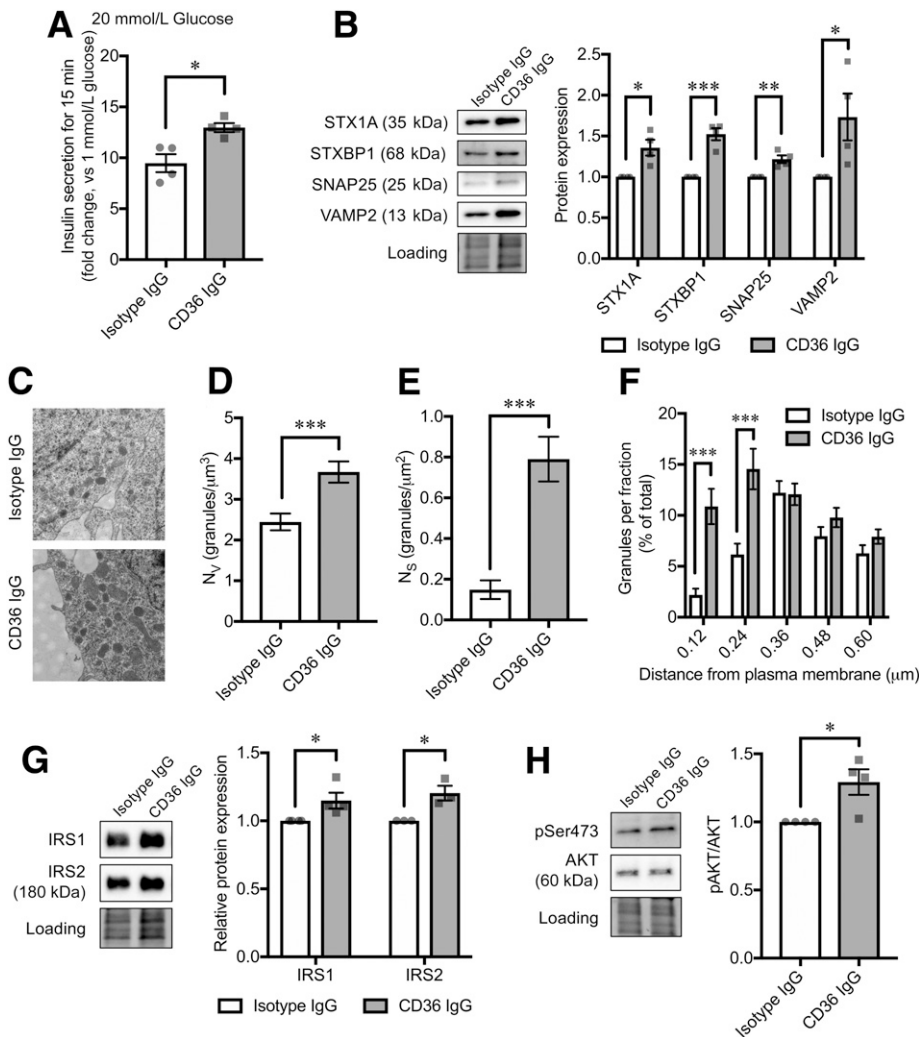 A
20 mmol/L Glucose
Insulin secretion for 15 min
(fold change, vs 1 mmol/L glucose)
20
15
10
5
0
*
Isotype IgG
CD36 IgG
B
Isotype IgG
CD36 IgG
STX1A (35 kDa)
STXBP1 (68 kDa)
SNAP25 (25 kDa)
VAMP2 (13 kDa)
Loading
Protein expression
2.5
2.0
1.5
1.0
0.5
0.0
*
***
**
*
STX1A
STXBP1
SNAP25
VAMP2
Isotype IgG
CD36 IgG
C
Isotype IgG
CD36 IgG
D
NV (granules/μm3)
5
4
3
2
1
0
***
Isotype IgG
CD36 IgG
E
NS (granules/μm2)
1.0
0.8
0.6
0.4
0.2
0.0
***
Isotype IgG
CD36 IgG
F
Granules per fraction
(% of total)
20
15
10
5
0
***
***
Isotype IgG
CD36 IgG
0.12
0.24
0.36
0.48
0.60
Distance from plasma membrane (μm)
G
Isotype IgG
CD36 IgG
IRS1
IRS2
(180 kDa)
Loading
Relative protein expression
1.5
1.0
0.5
0.0
*
*
IRS1
IRS2
Isotype IgG
CD36 IgG
H
Isotype IgG
CD36 IgG
pSer473
AKT
(60 kDa)
Loading
pAKT/AKT
1.5
1.0
0.5
0.0
*
Isotype IgG
CD36 IgG